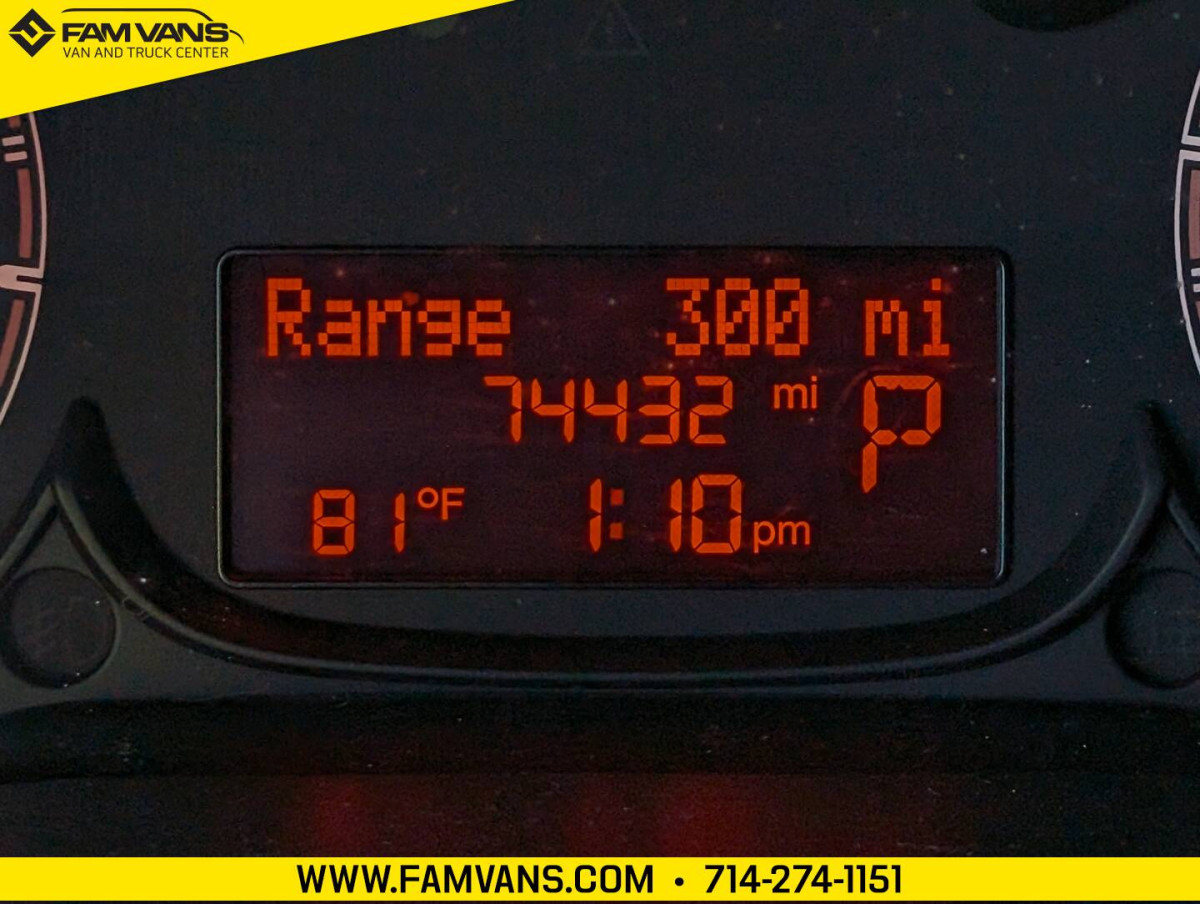 FAM VANS
VAN AND TRUCK CENTER
Range 300 mi
74432 mi P
81°F 1:10 pm
WWW.FAMVANS.COM • 714-274-1151